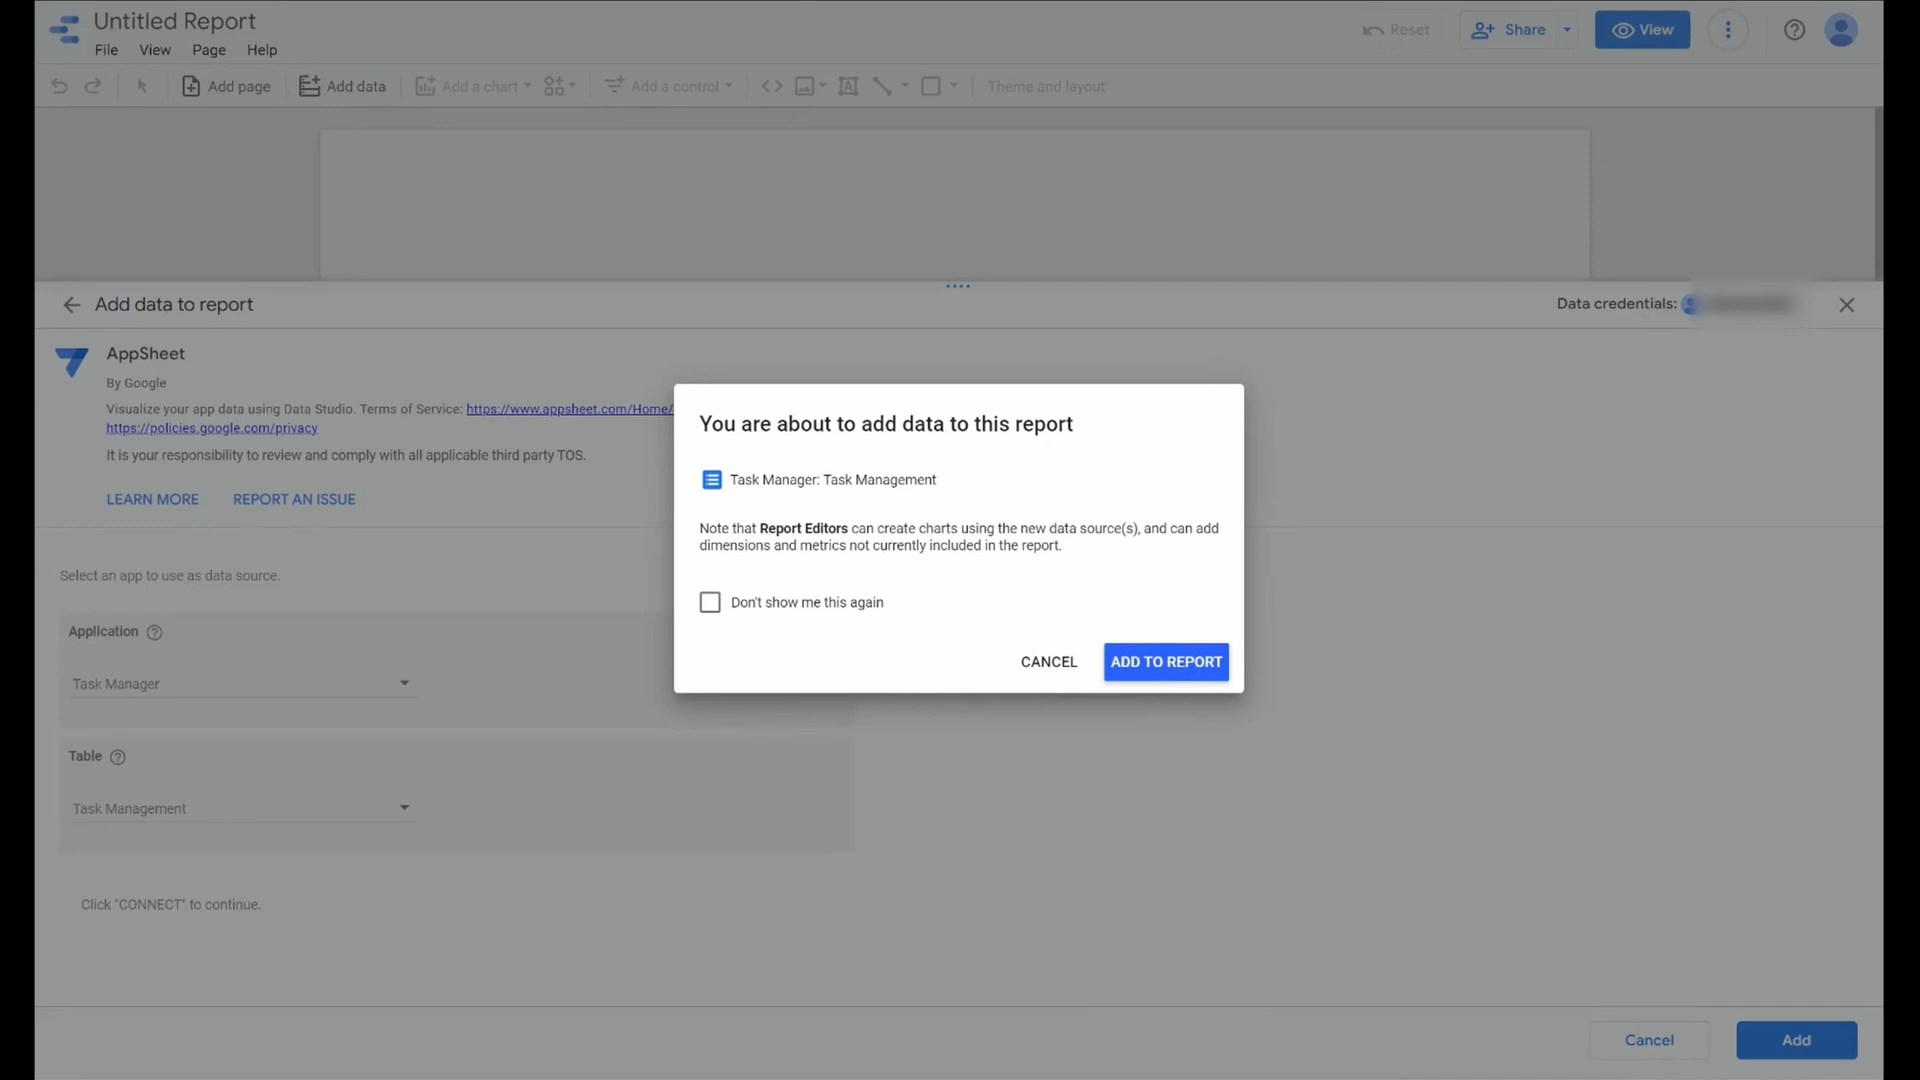 Untitled Report
File View Page Help
Reset Share View
Add page Add data Add a chart Add a control Theme and layout
Add data to report
Data credentials:
AppSheet
By Google
Visualize your app data using Data Studio. Terms of Service: https://www.appsheet.com/Home/
https://policies.google.com/privacy
It is your responsibility to review and comply with all applicable third party TOS.
LEARN MORE REPORT AN ISSUE
Select an app to use as data source.
Application
Task Manager
Table
Task Management
Click "CONNECT" to continue.
You are about to add data to this report
Task Manager: Task Management
Note that Report Editors can create charts using the new data source(s), and can add
dimensions and metrics not currently included in the report.
Don't show me this again
CANCEL ADD TO REPORT
Cancel Add